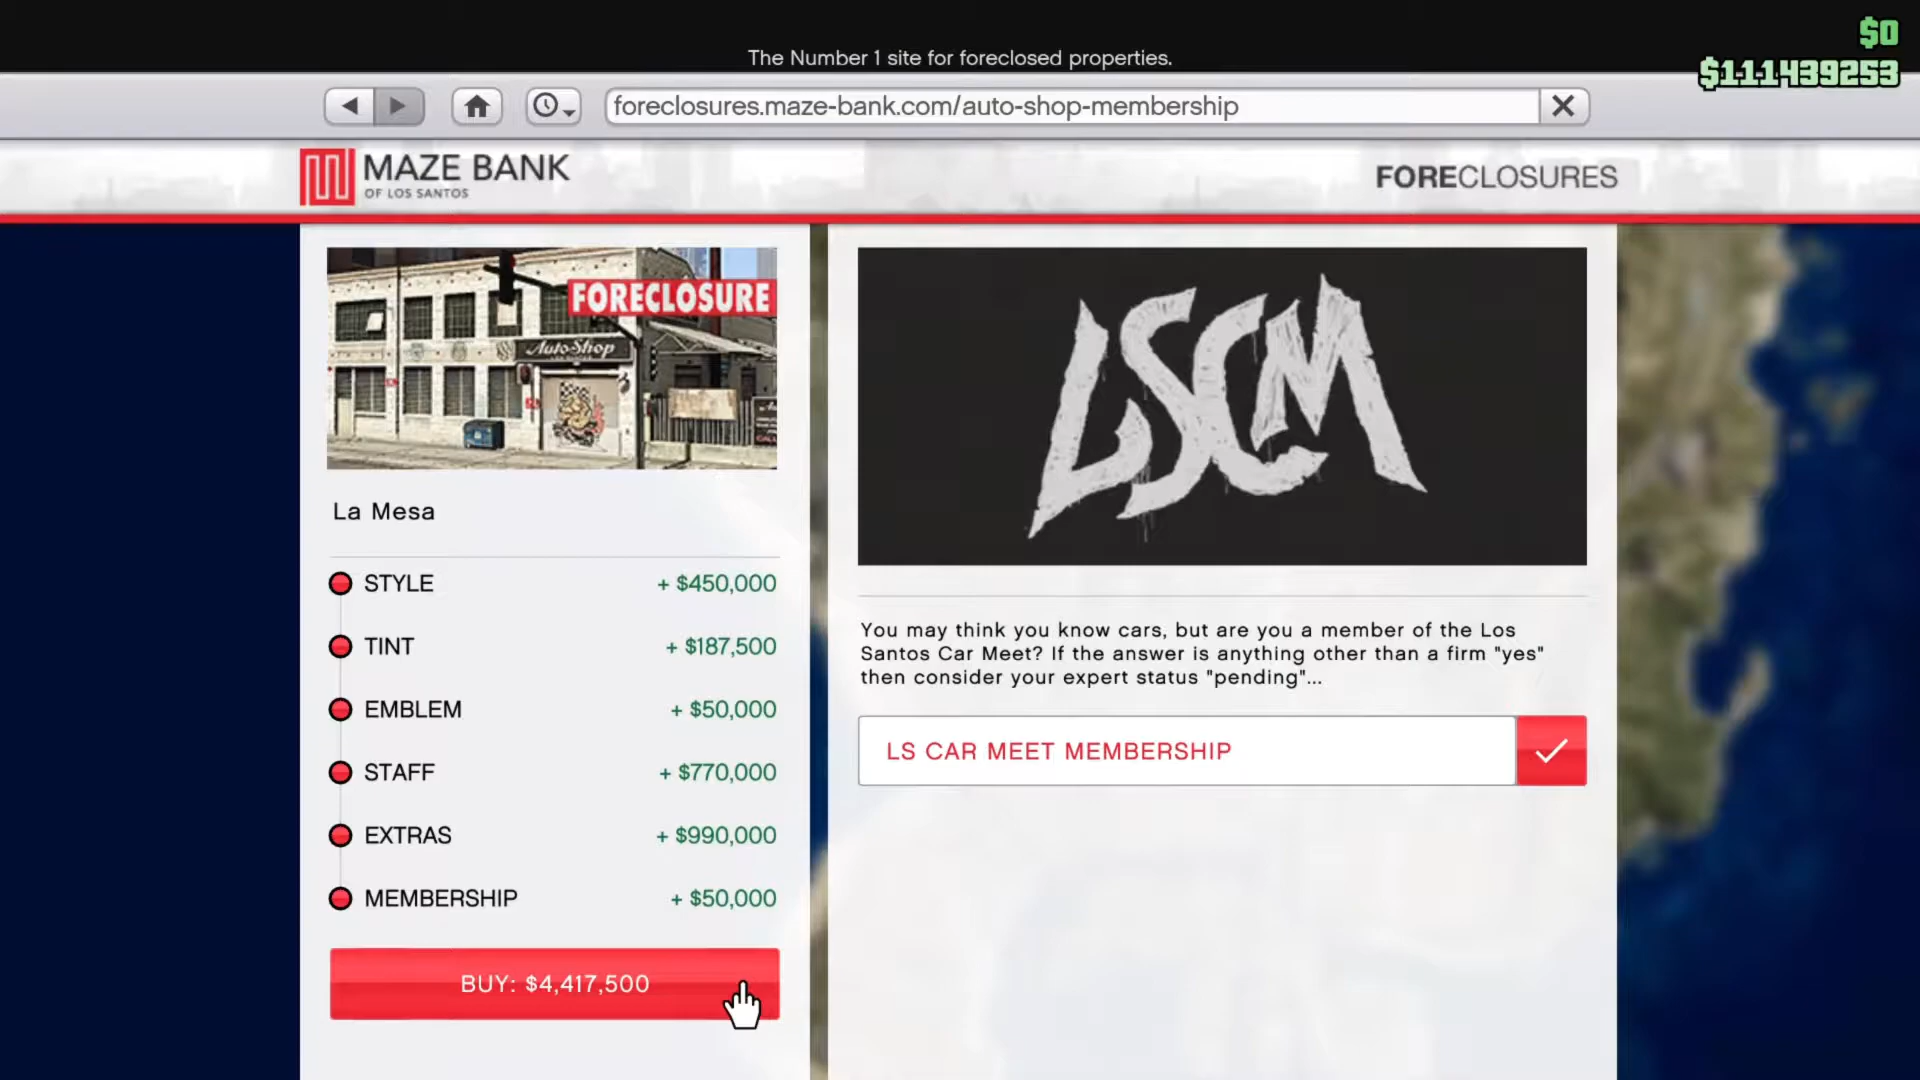 $0
$111439253
The Number 1 site for foreclosed properties.
foreclosures.maze-bank.com/auto-shop-membership
MAZE BANK
OF LOS SANTOS
FORECLOSURES
FORECLOSURE
Auto Shop
La Mesa
STYLE + $450,000
TINT + $187,500
EMBLEM + $50,000
STAFF + $770,000
EXTRAS + $990,000
MEMBERSHIP + $50,000
BUY: $4,417,500
LSCM
You may think you know cars, but are you a member of the Los
Santos Car Meet? If the answer is anything other than a firm "yes"
then consider your expert status "pending"...
LS CAR MEET MEMBERSHIP